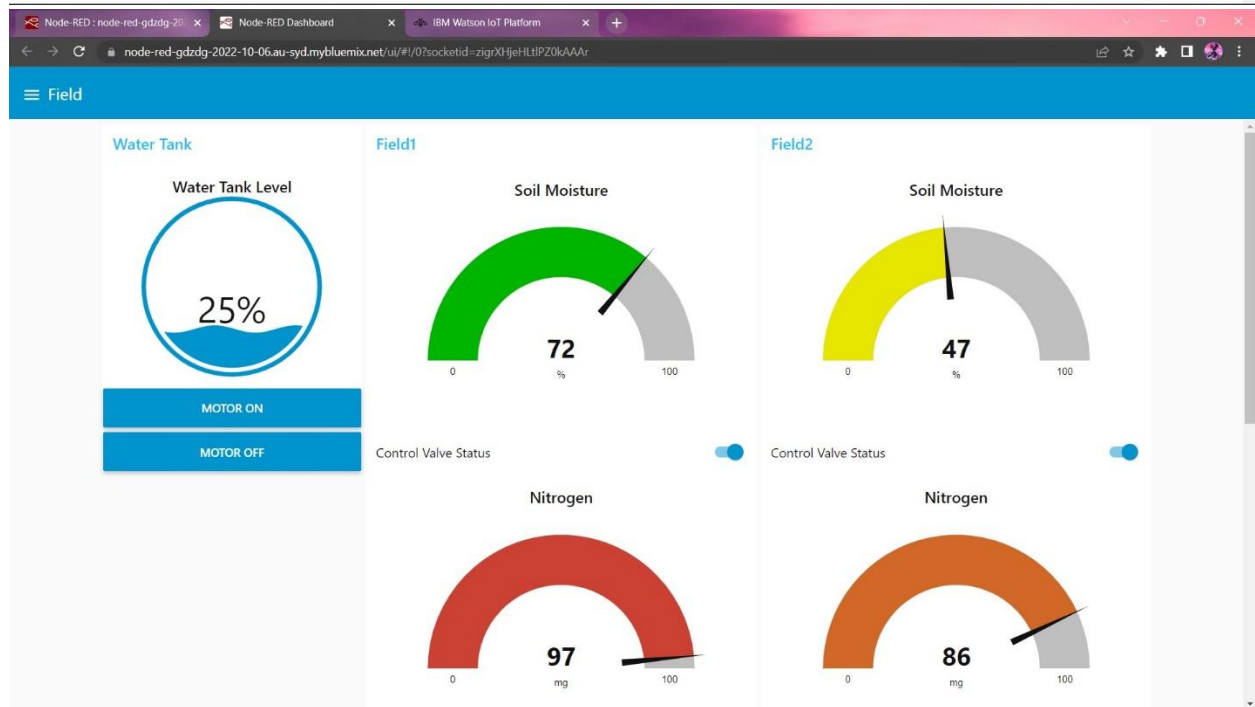 Node-RED : node-red-gdzdg-20
Node-RED Dashboard
IBM Watson IoT Platform
node-red-gdzdg-2022-10-06.au-syd.mybluemix.net/ui/#!/0?socketid=zigrXHjeHLtlPZ0kAAAr
Field
Water Tank
Water Tank Level
25%
MOTOR ON
MOTOR OFF
Field1
Soil Moisture
72
%
0
100
Control Valve Status
Nitrogen
97
mg
0
100
Field2
Soil Moisture
47
%
0
100
Control Valve Status
Nitrogen
86
mg
0
100